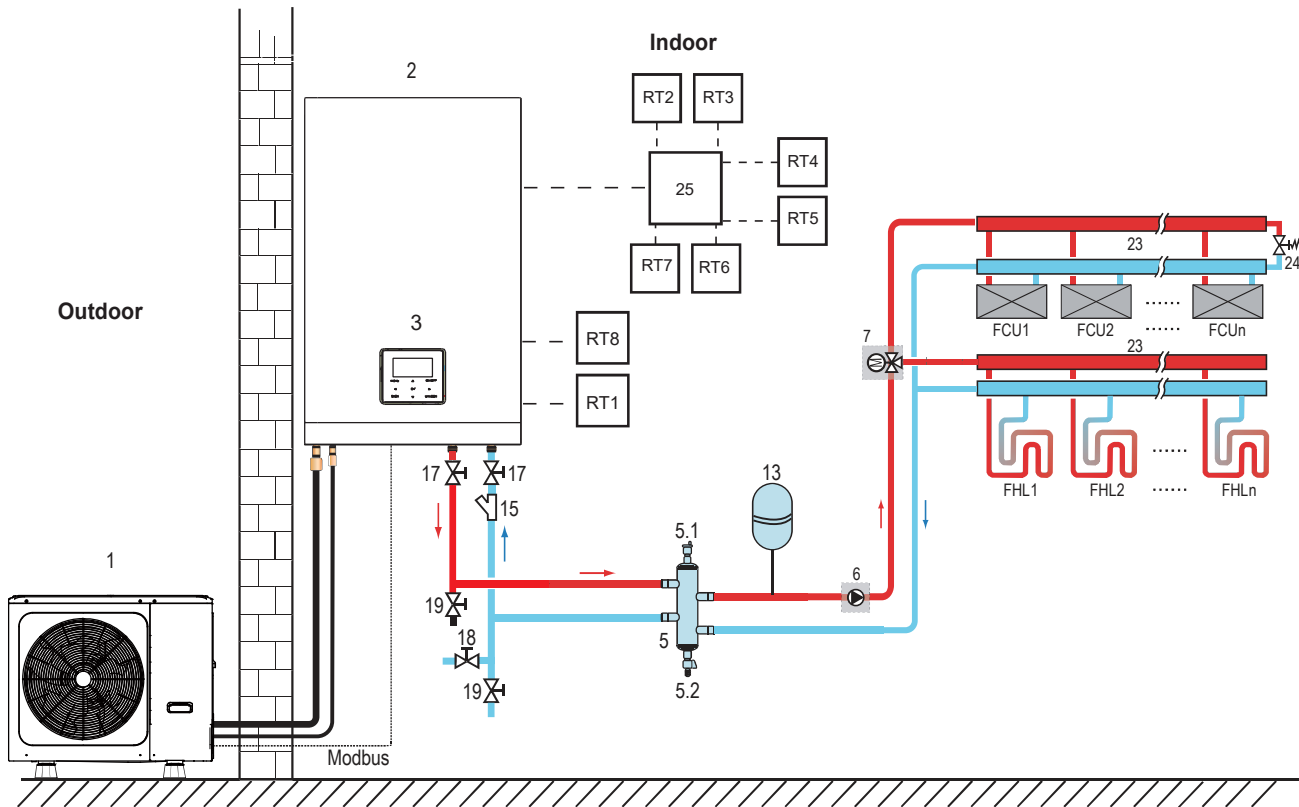 Indoor
2
RT2
RT3
25
RT4
RT5
RT7
RT6
Outdoor
3
RT8
RT1
23
24
FCU1
FCU2
......
......
FCUn
7
23
FHL1
FHL2
......
......
FHLn
17
17
15
13
5.1
6
1
19
18
5
19
5.2
Modbus